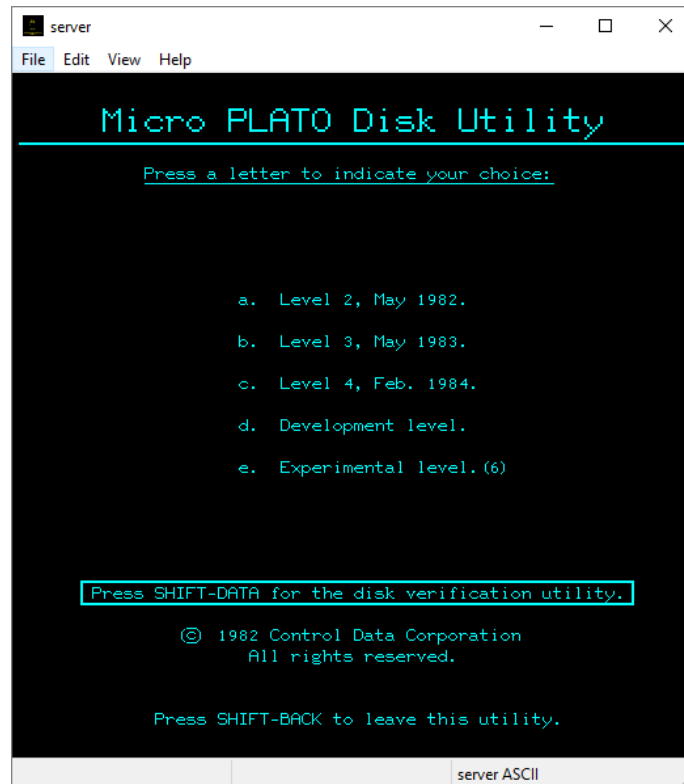 server
File Edit View Help
Micro PLATO Disk Utility
Press a letter to indicate your choice:
a. Level 2, May 1982.
b. Level 3, May 1983.
c. Level 4, Feb. 1984.
d. Development level.
e. Experimental level.(6)
Press SHIFT-DATA for the disk verification utility.
© 1982 Control Data Corporation
All rights reserved.
Press SHIFT-BACK to leave this utility.
server ASCII